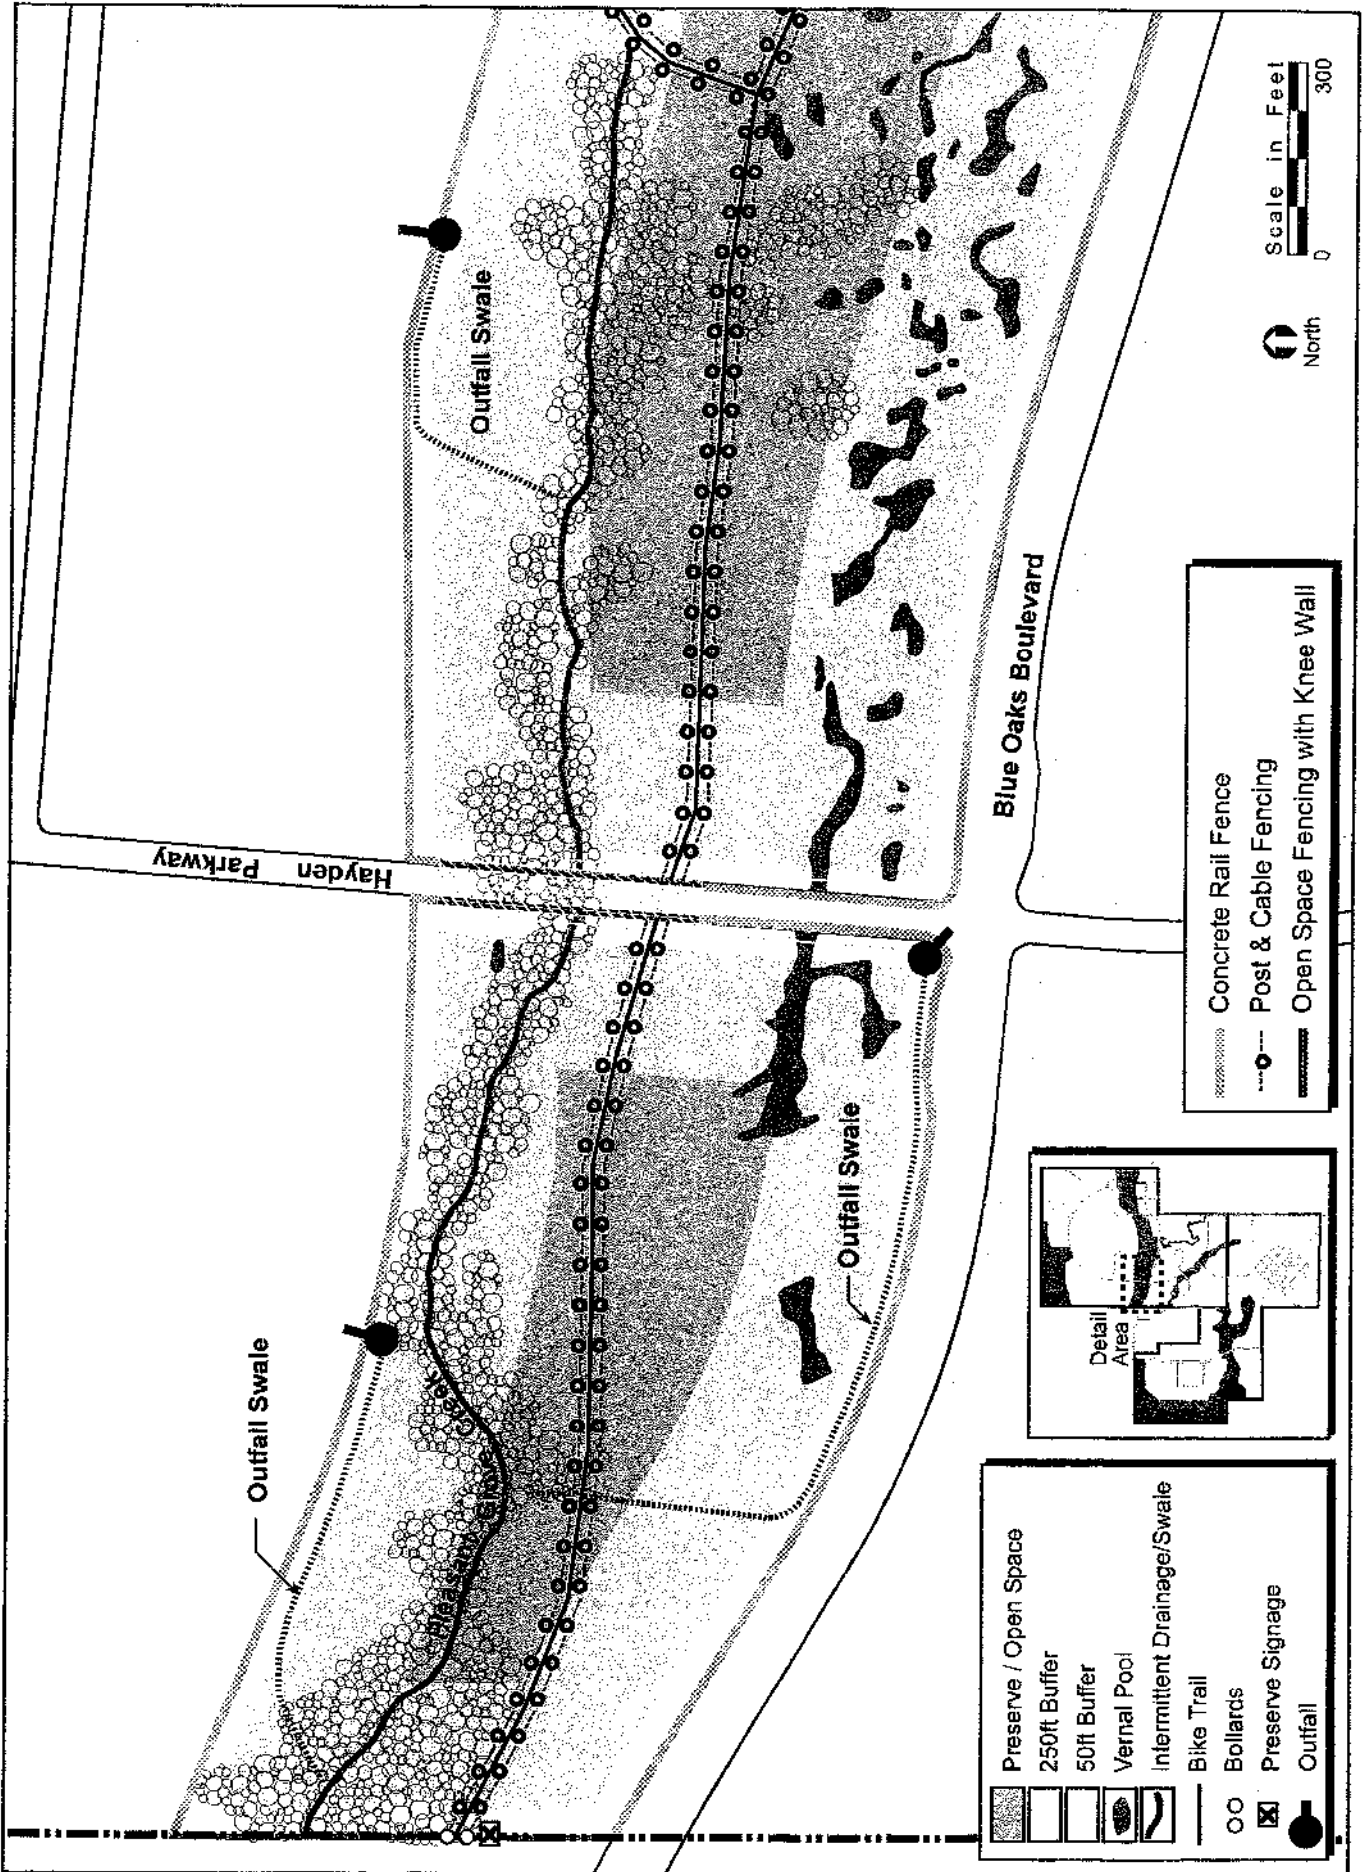 Outfall Swale
Outfall Swale
Hayden
Parkway
Pleasant Grove Creek
Outfall Swale
Blue Oaks Boulevard
North
Scale in Feet
0
300
Preserve / Open Space
250ft Buffer
50ft Buffer
Vernal Pool
Intermittent Drainage/Swale
Bike Trail
Bollards
Preserve Signage
Outfall
Detail
Area
Concrete Rail Fence
Post & Cable Fencing
Open Space Fencing with Knee Wall